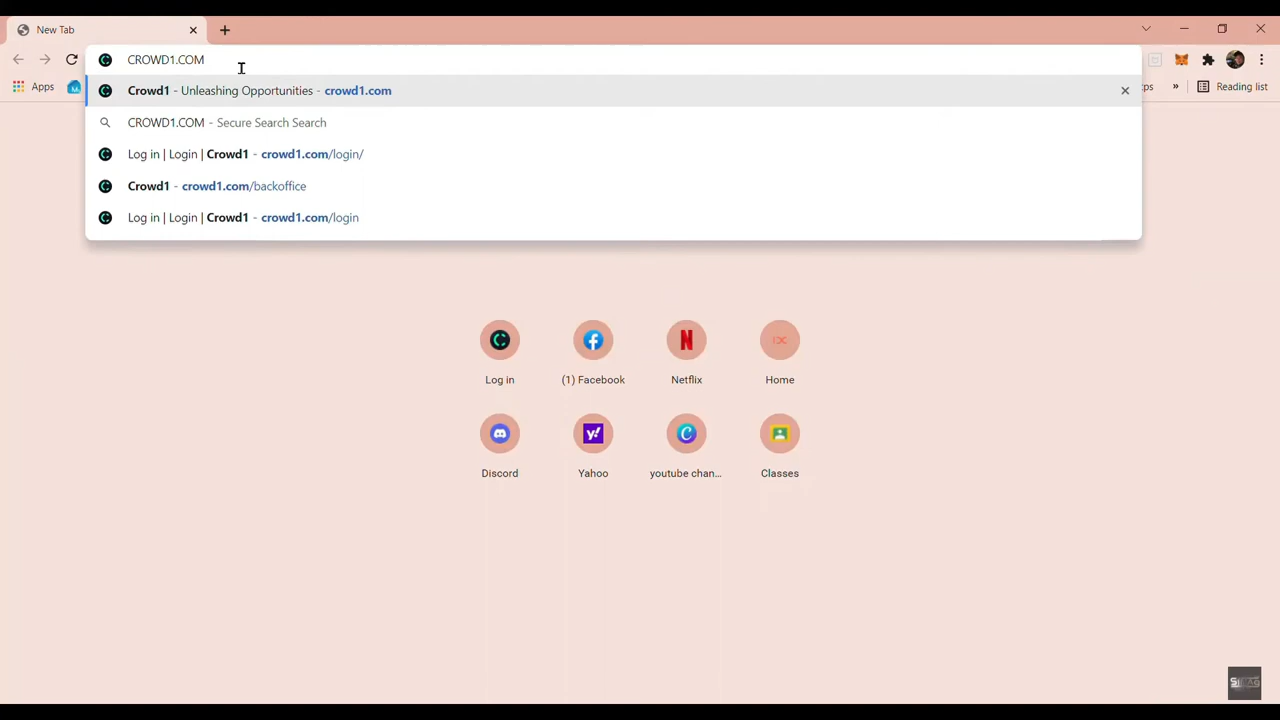 New Tab
CROWD1.COM
Crowd1 - Unleashing Opportunities - crowd1.com
CROWD1.COM - Secure Search Search
Log in | Login | Crowd1 - crowd1.com/login/
Crowd1 - crowd1.com/backoffice
Log in | Login | Crowd1 - crowd1.com/login
Apps
»
Reading list
Log in
(1) Facebook
Netflix
Home
Discord
Yahoo
youtube chan...
Classes